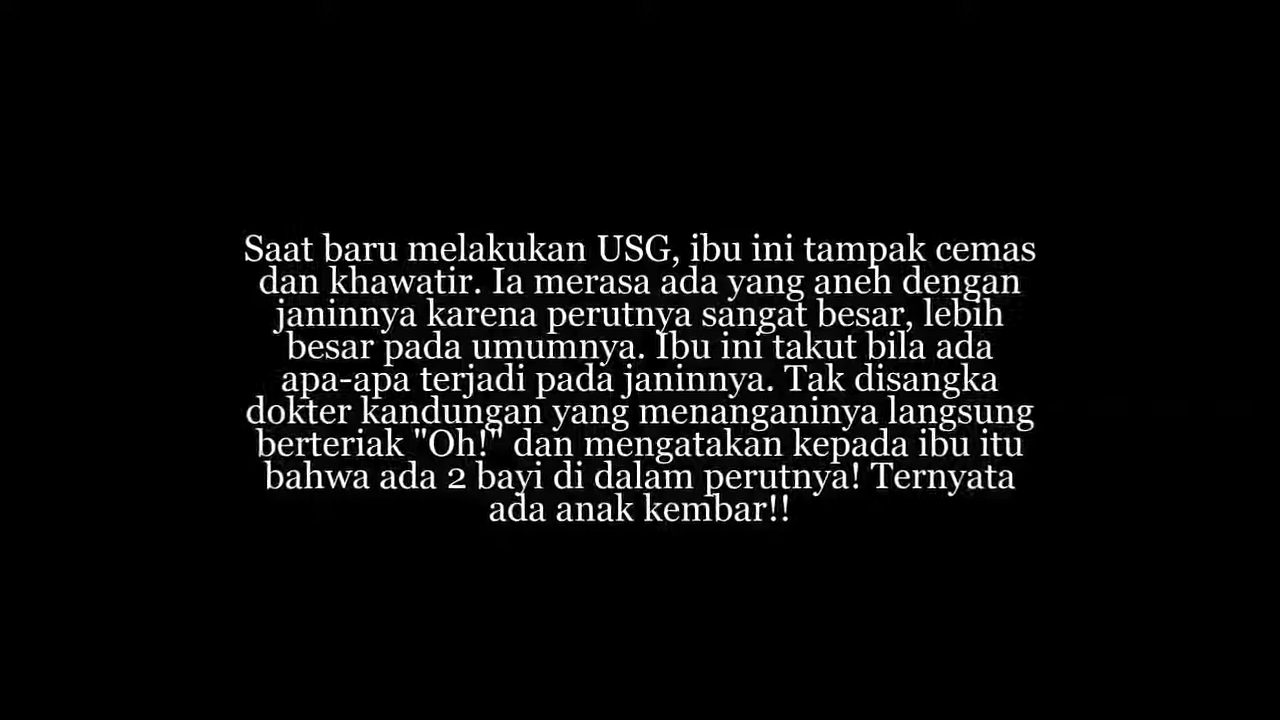 Saat baru melakukan USG, ibu ini tampak cemas
dan khawatir. Ia merasa ada yang aneh dengan
janinnya karena perutnya sangat besar, lebih
besar pada umumnya. Ibu ini takut bila ada
apa-apa terjadi pada janinnya. Tak disangka
dokter kandungan yang menanganinya langsung
berteriak "Oh!" dan mengatakan kepada ibu itu
bahwa ada 2 bayi di dalam perutnya! Ternyata
ada anak kembar!!